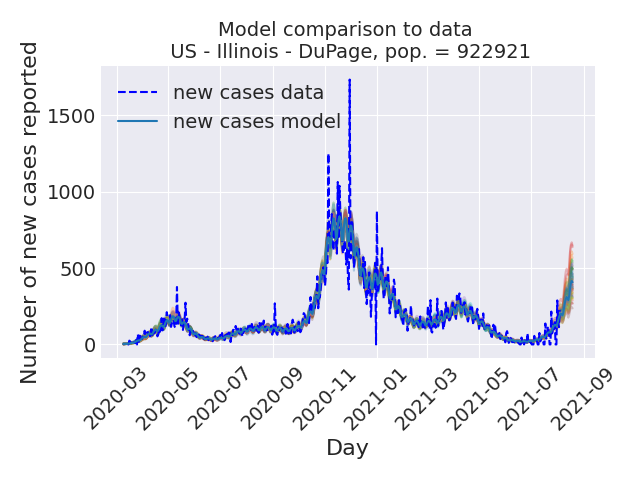 Model comparison to data
US - Illinois - DuPage, pop. = 922921
Number of new cases reported
new cases data
new cases model
1500
1000
500
0
2020-03
2020-05
2020-07
2020-09
2020-11
2021-01
2021-03
2021-05
2021-07
2021-09
Day